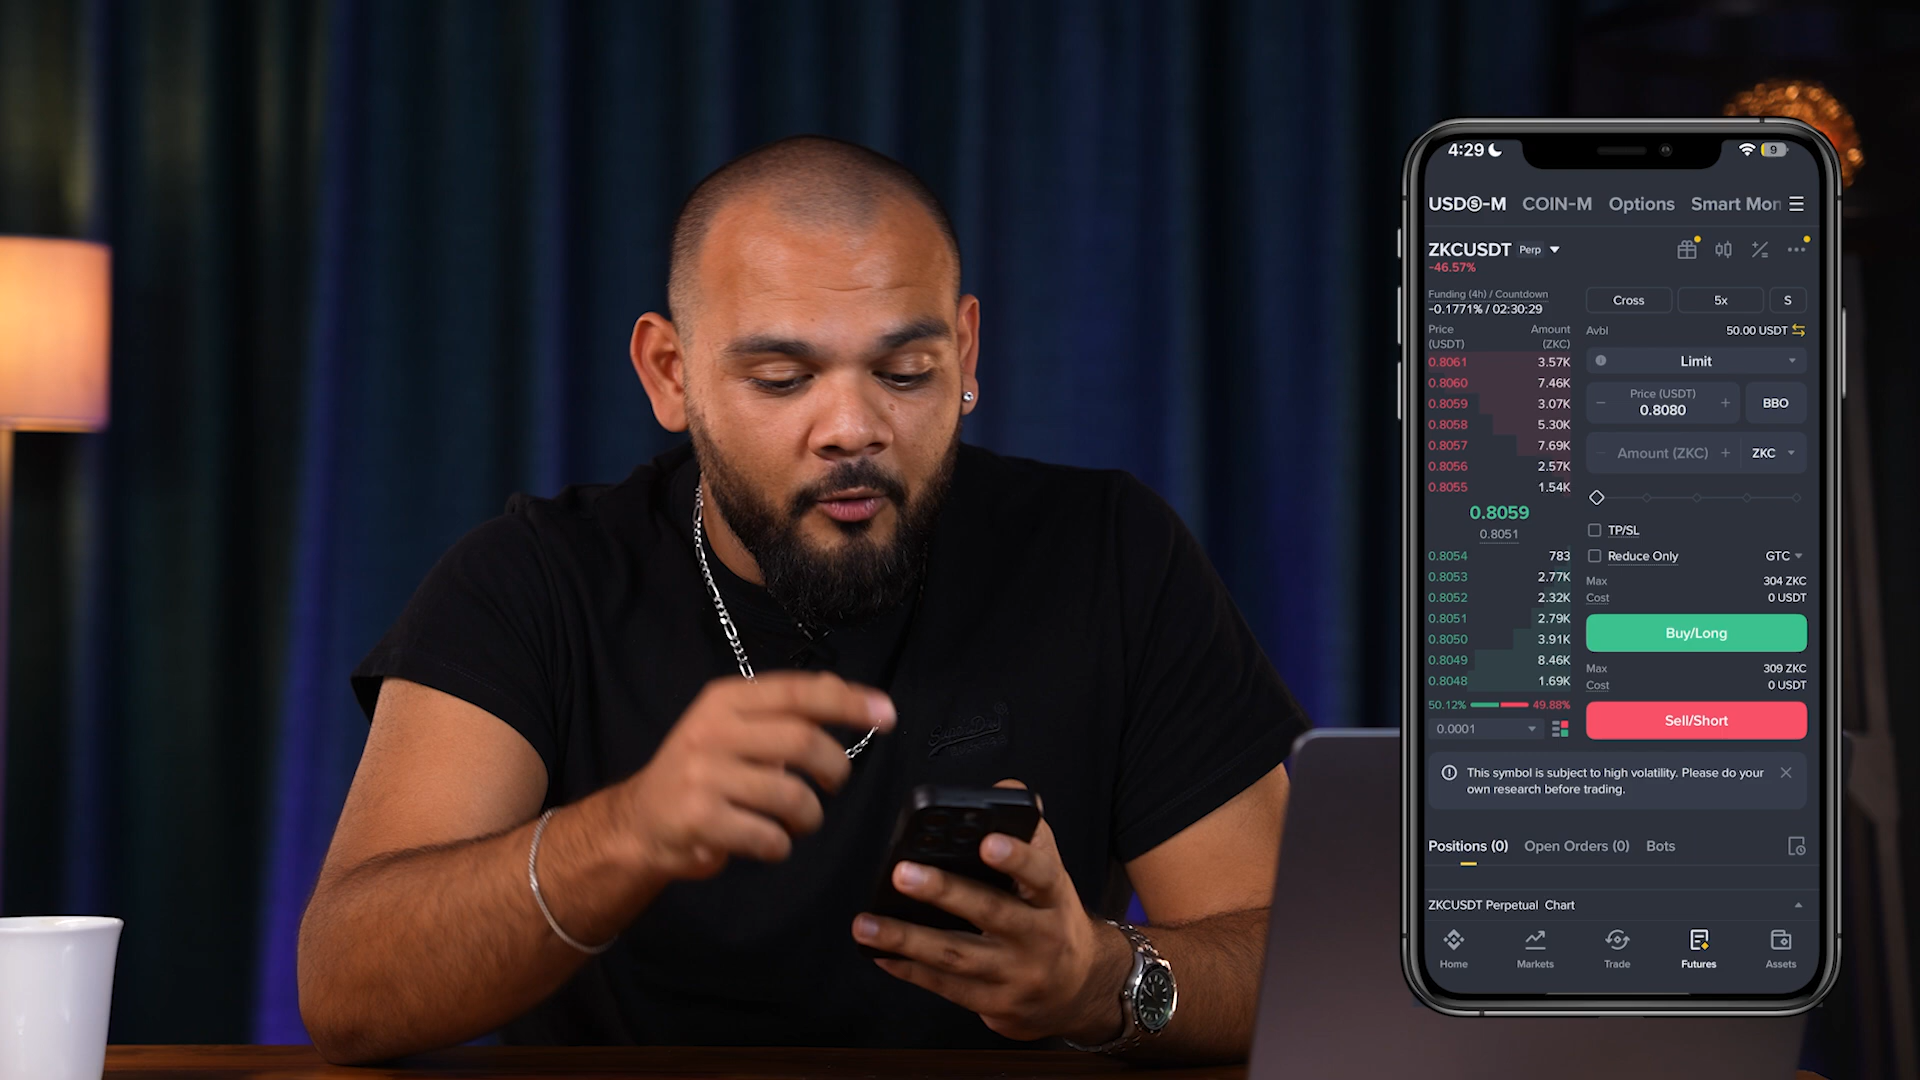 4:29
9
USDⓈ-M COIN-M Options Smart Mon
ZKCUSDT Perp
-46.57%
Funding (4h) / Countdown
-0.1771% / 02:30:29
Cross 5x S
Price (USDT) Amount (ZKC)
Avbl 50.00 USDT
0.8061 3.57K
0.8060 7.46K
0.8059 3.07K
0.8058 5.30K
0.8057 7.69K
0.8056 2.57K
0.8055 1.54K
0.8059
0.8051
0.8054 783
0.8053 2.77K
0.8052 2.32K
0.8051 2.79K
0.8050 3.91K
0.8049 8.46K
0.8048 1.69K
50.12% 49.88%
0.0001
Limit
Price (USDT)
0.8080
BBO
Amount (ZKC) ZKC
TP/SL
Reduce Only GTC
Max 304 ZKC
Cost 0 USDT
Buy/Long
Max 309 ZKC
Cost 0 USDT
Sell/Short
This symbol is subject to high volatility. Please do your
own research before trading.
Positions (0) Open Orders (0) Bots
ZKCUSDT Perpetual Chart
Home Markets Trade Futures Assets